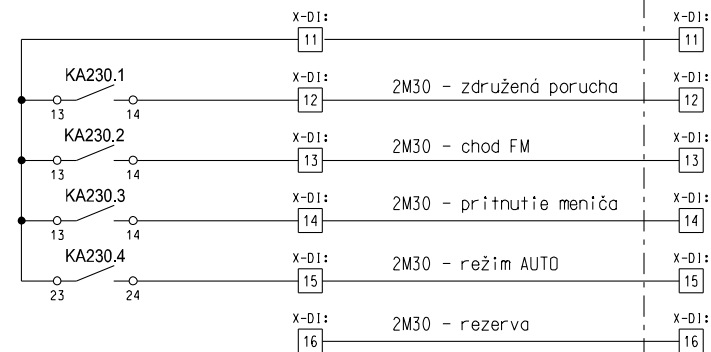 X-DI: X-DI:
11 11
KA230.1 X-DI: 2M30 - združená porucha X-DI:
13 14 12 12
KA230.2 X-DI: 2M30 - chod FM X-DI:
13 14 13 13
KA230.3 X-DI: 2M30 - pritnutie meniča X-DI:
13 14 14 14
KA230.4 X-DI: 2M30 - režim AUTO X-DI:
23 24 15 15
X-DI: 2M30 - rezerva X-DI:
16 16